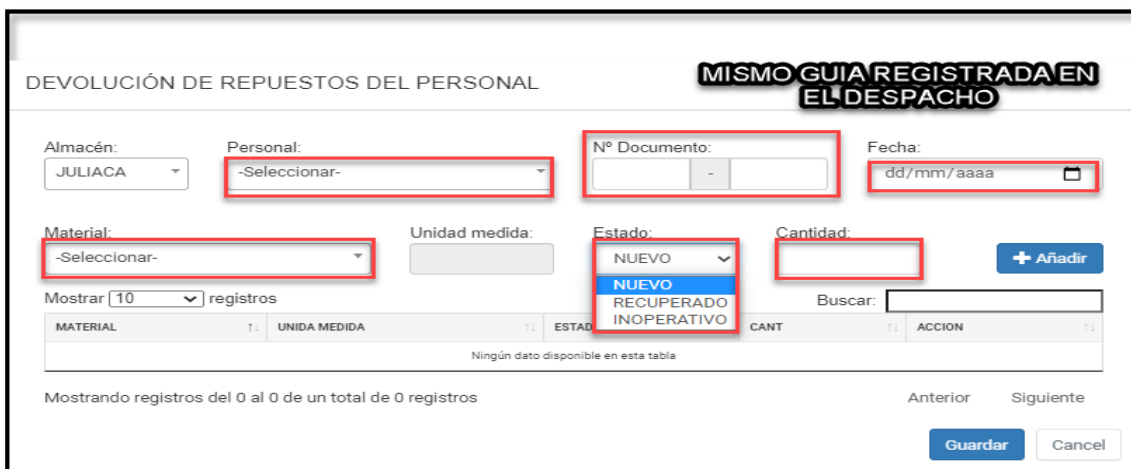 DEVOLUCIÓN DE REPUESTOS DEL PERSONAL
MISMO GUIA REGISTRADA EN
EL DESPACHO
Almacén: Personal: Nº Documento: Fecha:
JULIACA -Seleccionar- - dd/mm/aaaa
Material: Unidad medida: Estado: Cantidad:
-Seleccionar- NUEVO + Añadir
NUEVO
RECUPERADO
INOPERATIVO
Mostrar 10 registros Buscar:
MATERIAL UNIDA MEDIDA ESTAD CANT ACCION
Ningún dato disponible en esta tabla
Mostrando registros del 0 al 0 de un total de 0 registros Anterior Siguiente
Guardar Cancel